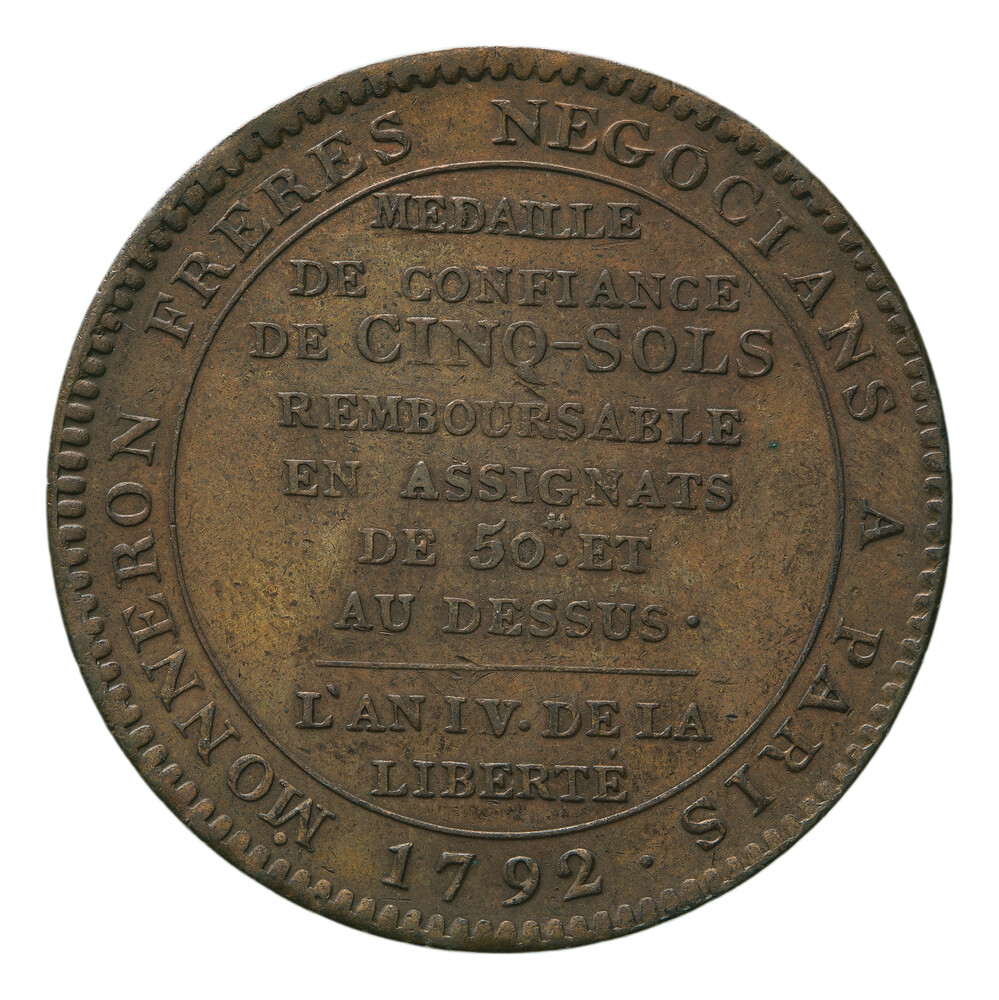 MONNERON FRERES NEGOCIANS A PARIS · 1792 ·
MEDAILLE
DE CONFIANCE
DE CINQ-SOLS
REMBOURSABLE
EN ASSIGNATS
DE 50.ᵗᵗ ET
AU DESSUS ·
L'AN IV. DE LA
LIBERTÉ